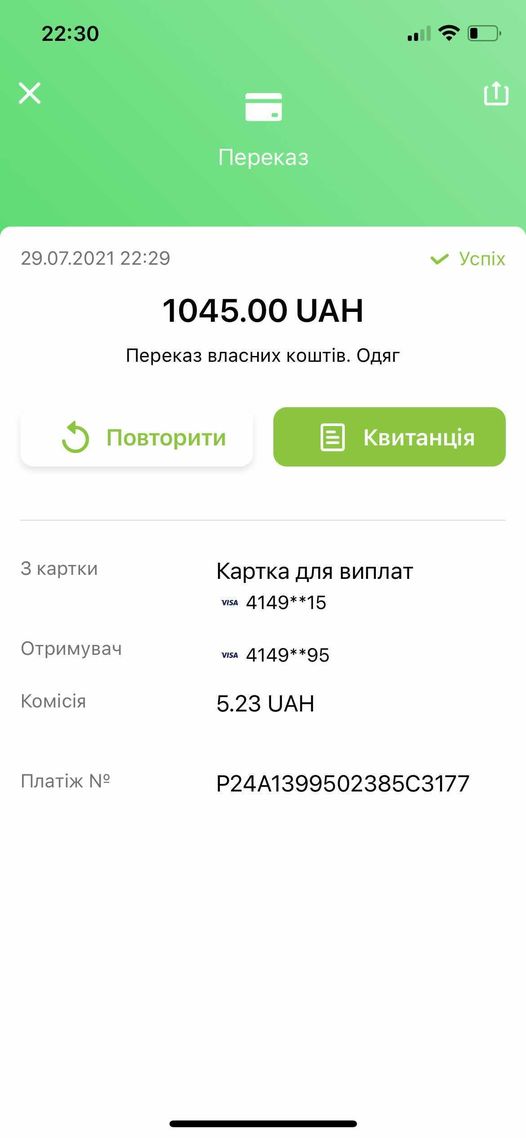 22:30
Переказ
29.07.2021 22:29
Успіх
1045.00 UAH
Переказ власних коштів. Одяг
Повторити
Квитанція
З картки
Картка для виплат
VISA 4149**15
Отримувач
VISA 4149**95
Комісія
5.23 UAH
Платіж №
P24A1399502385C3177